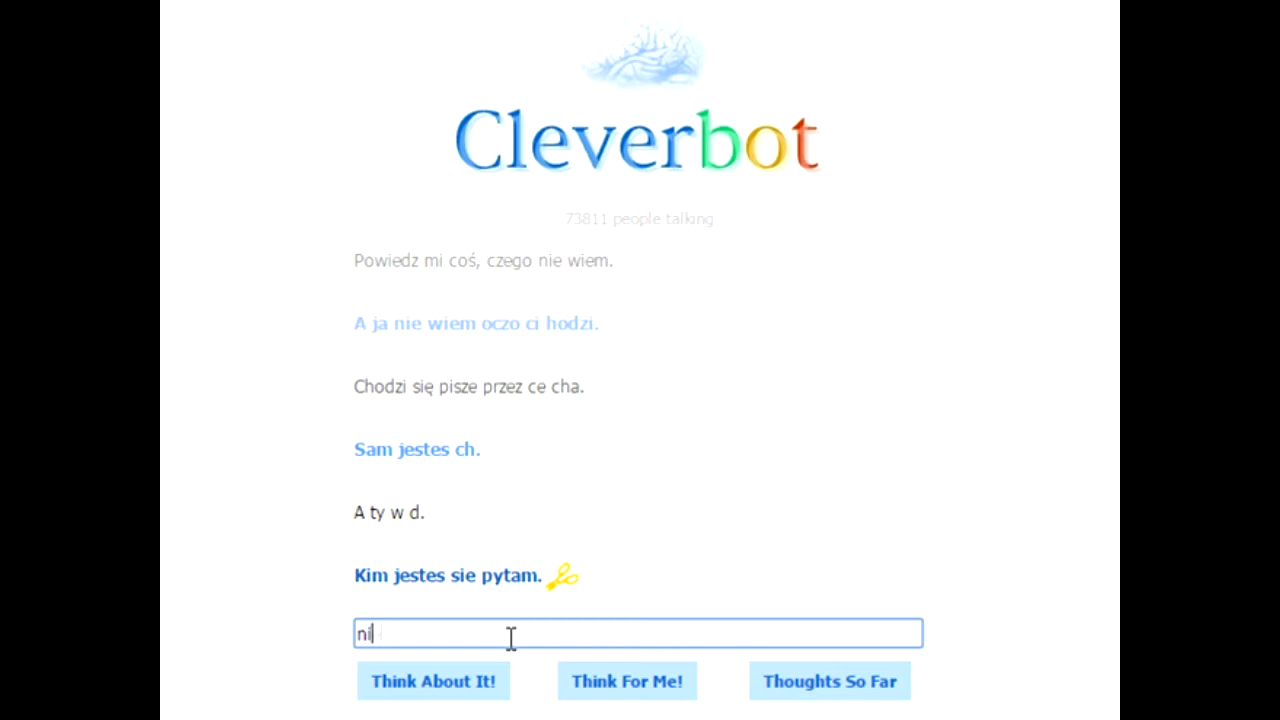 Cleverbot
73811 people talking
Powiedz mi coś, czego nie wiem.
A ja nie wiem oczo ci hodzi.
Chodzi się pisze przez ce cha.
Sam jestes ch.
A ty w d.
Kim jestes sie pytam.
ni
Think About It! Think For Me! Thoughts So Far